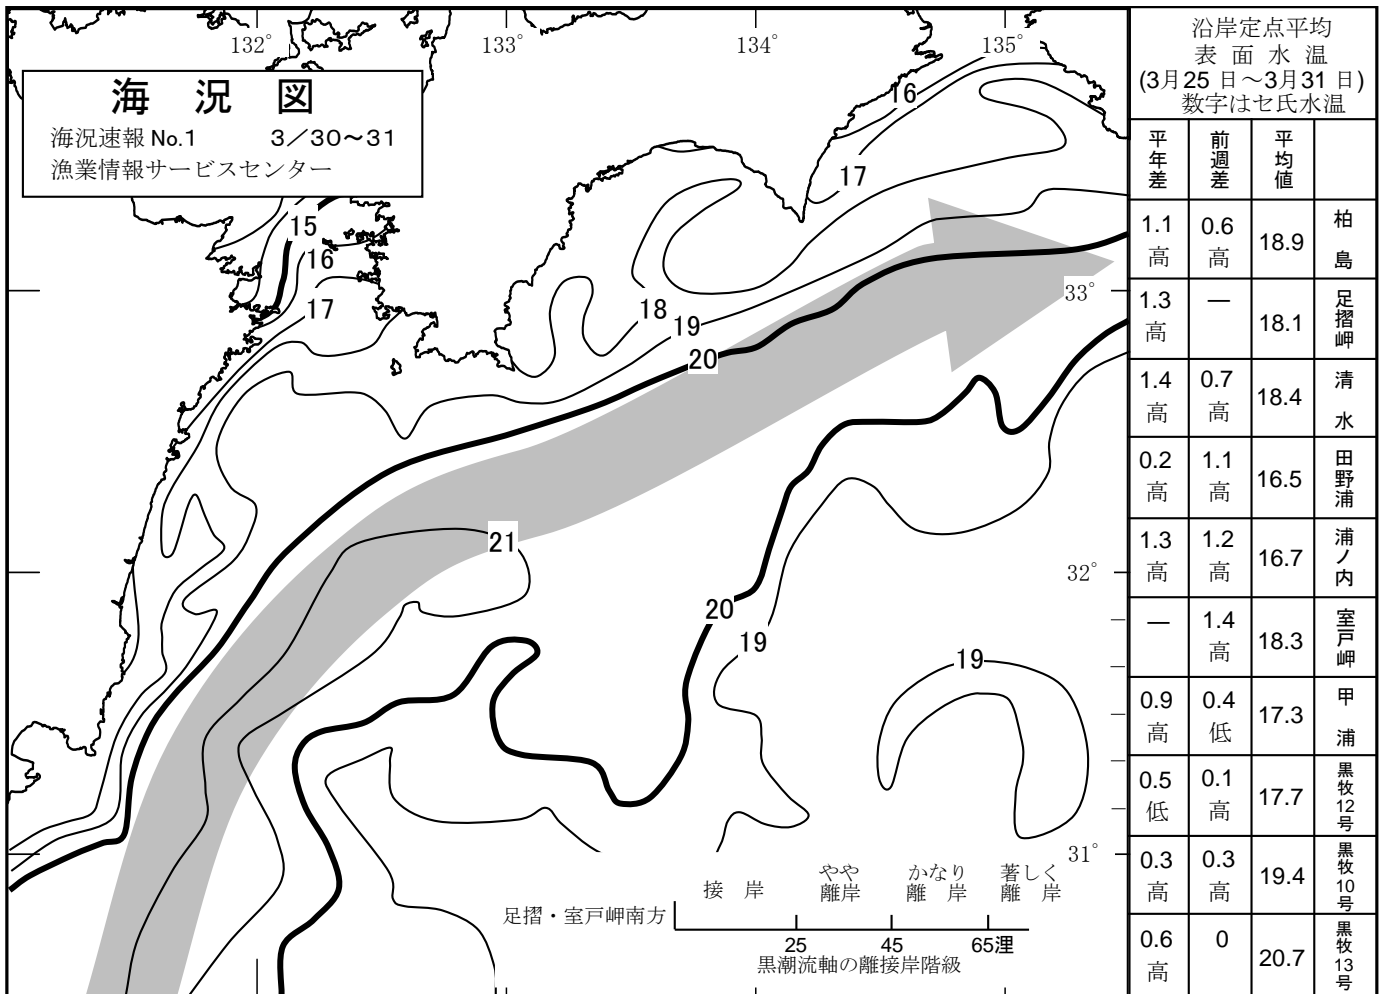 132°
133°
134°
135°
海 況 図
海況速報 No.1 3／30～31
漁業情報サービスセンター
15
16
17
16
17
18
19
20
21
20
19
19
33°
32°
31°
接 岸
やや
離岸
かなり
離 岸
著しく
離 岸
足摺・室戸岬南方
25 45 65浬
黒潮流軸の離接岸階級
沿岸定点平均
表 面 水 温
(3月25 日～3月31 日)
数字はセ氏水温
平年差 前週差 平均値
1.1高 0.6高 18.9 柏島
1.3高 — 18.1 足摺岬
1.4高 0.7高 18.4 清水
0.2高 1.1高 16.5 田野浦
1.3高 1.2高 16.7 浦ノ内
— 1.4高 18.3 室戸岬
0.9高 0.4低 17.3 甲浦
0.5低 0.1高 17.7 黒牧12号
0.3高 0.3高 19.4 黒牧10号
0.6高 0 20.7 黒牧13号